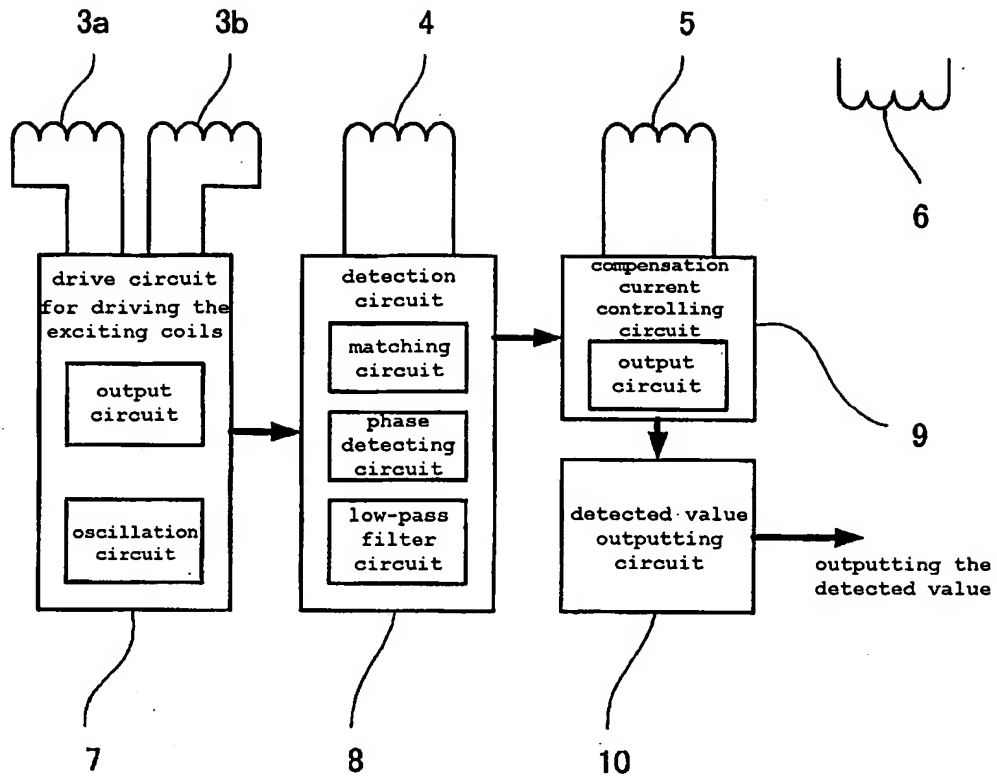 3a
3b
4
5
6
drive circuit
for driving the
exciting coils
output
circuit
oscillation
circuit
detection
circuit
matching
circuit
phase
detecting
circuit
low-pass
filter
circuit
compensation
current
controlling
circuit
output
circuit
9
detected value
outputting
circuit
outputting the
detected value
7
8
10